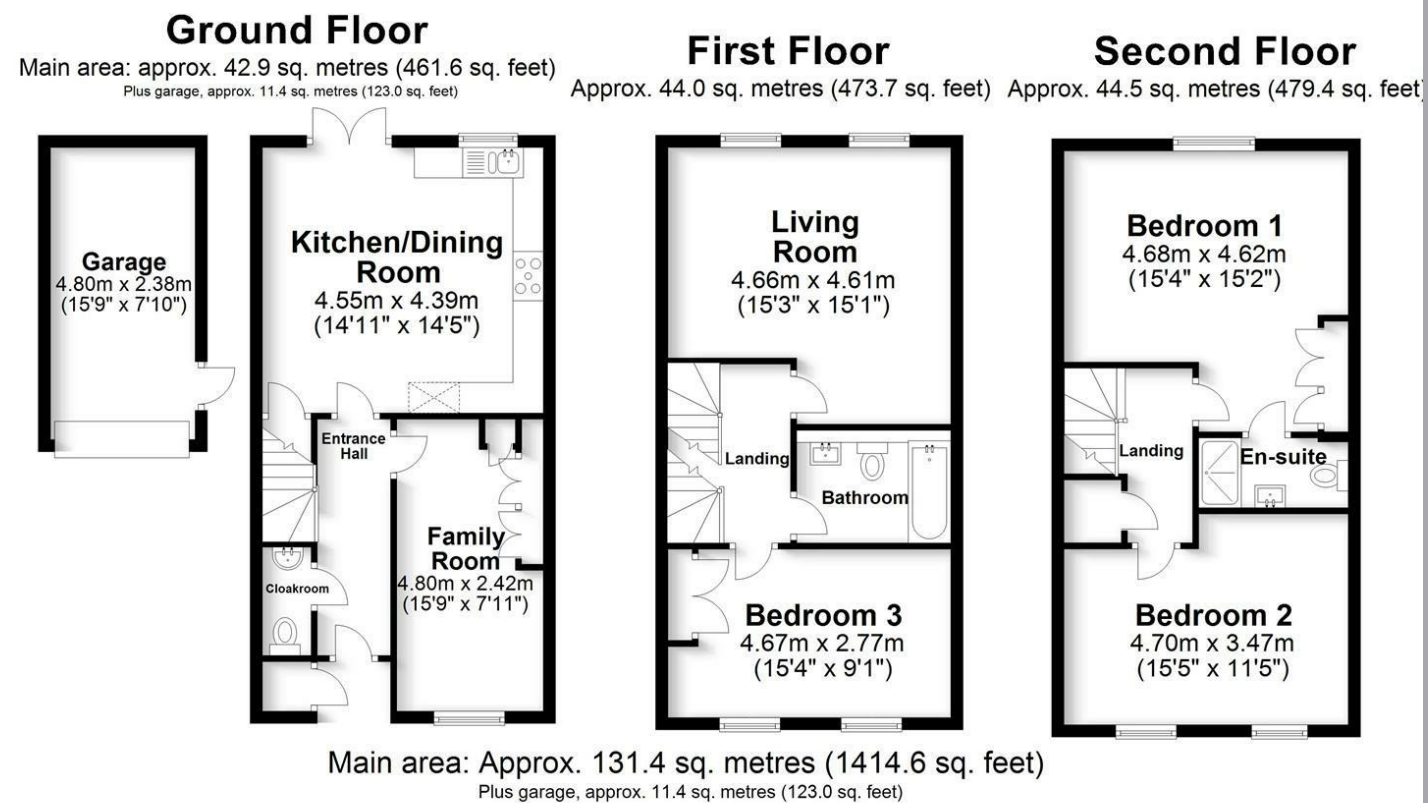 Ground Floor
Main area: approx. 42.9 sq. metres (461.6 sq. feet)
Plus garage, approx. 11.4 sq. metres (123.0 sq. feet)
Garage
4.80m x 2.38m
(15'9" x 7'10")
Kitchen/Dining
Room
4.55m x 4.39m
(14'11" x 14'5")
Entrance
Hall
Family
Room
4.80m x 2.42m
(15'9" x 7'11")
Cloakroom
First Floor
Approx. 44.0 sq. metres (473.7 sq. feet)
Living
Room
4.66m x 4.61m
(15'3" x 15'1")
Landing
Bathroom
Bedroom 3
4.67m x 2.77m
(15'4" x 9'1")
Second Floor
Approx. 44.5 sq. metres (479.4 sq. feet)
Bedroom 1
4.68m x 4.62m
(15'4" x 15'2")
Landing
En-suite
Bedroom 2
4.70m x 3.47m
(15'5" x 11'5")
Main area: Approx. 131.4 sq. metres (1414.6 sq. feet)
Plus garage, approx. 11.4 sq. metres (123.0 sq. feet)